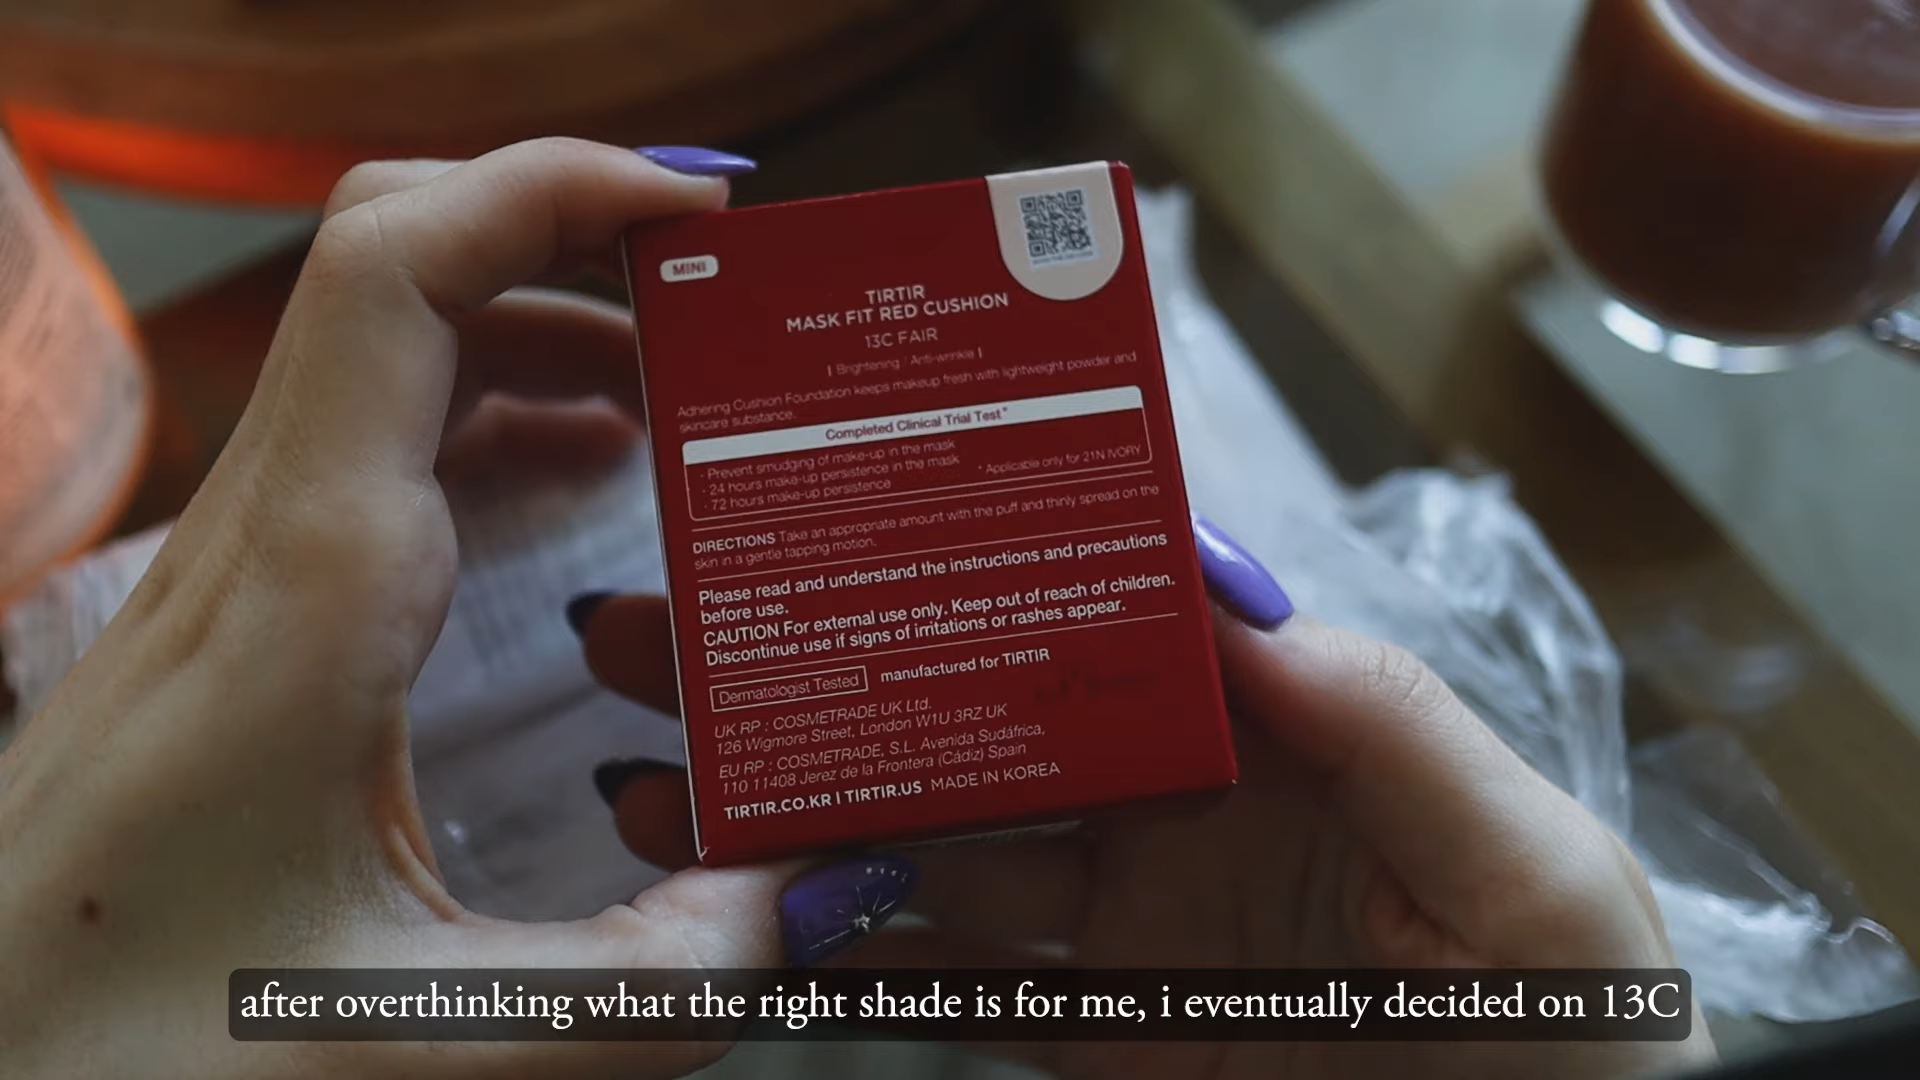 MINI
TIRTIR
MASK FIT RED CUSHION
13C FAIR
| Brightening / Anti-wrinkle |
Adhering Cushion Foundation keeps makeup fresh with lightweight powder and
skincare substance.
Completed Clinical Trial Test*
· Prevent smudging of make-up in the mask
· 24 hours make-up persistence in the mask
· 72 hours make-up persistence
* Applicable only for 21N IVORY
DIRECTIONS Take an appropriate amount with the puff and thinly spread on the
skin in a gentle tapping motion.
Please read and understand the instructions and precautions
before use.
CAUTION For external use only. Keep out of reach of children.
Discontinue use if signs of irritations or rashes appear.
Dermatologist Tested manufactured for TIRTIR
UK RP : COSMETRADE UK Ltd.
126 Wigmore Street, London W1U 3RZ UK
EU RP : COSMETRADE, S.L. Avenida Sudáfrica,
110 11408 Jerez de la Frontera (Cádiz) Spain
TIRTIR.CO.KR I TIRTIR.US MADE IN KOREA
after overthinking what the right shade is for me, i eventually decided on 13C